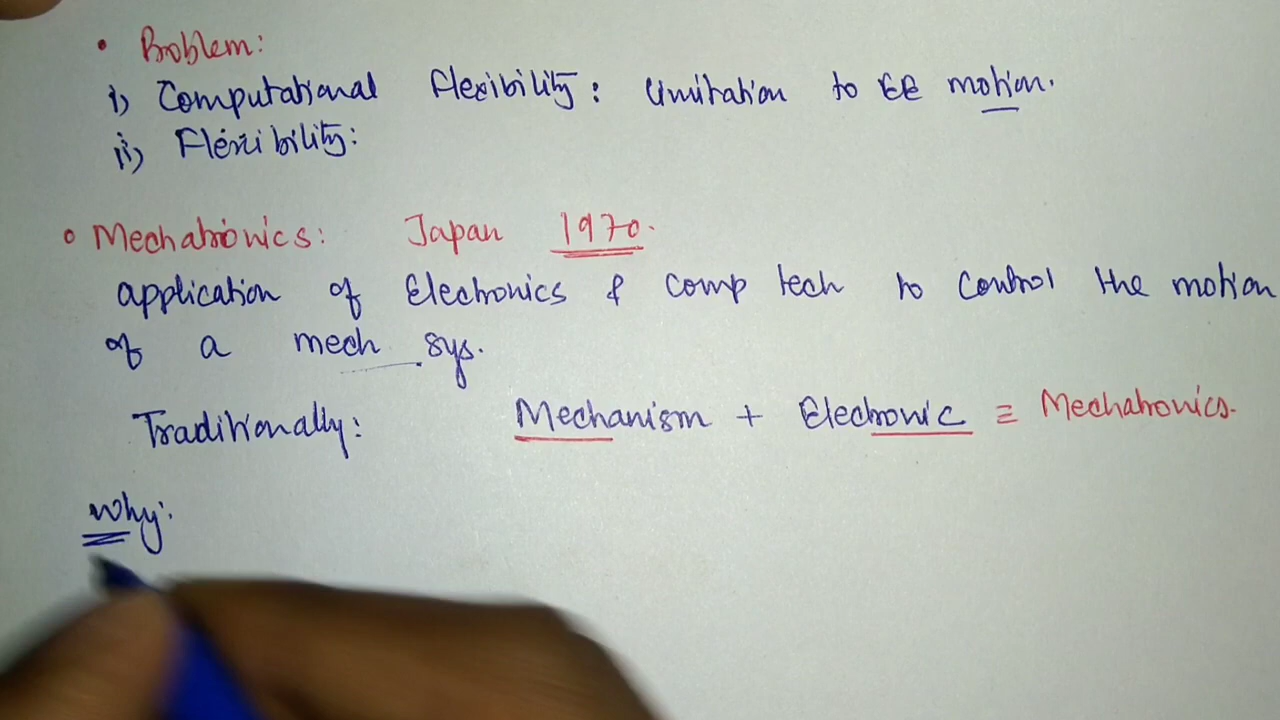 • Problem:
i) Computational Flexibility: Limitation to EE motion.
ii) Flexibility:
• Mechatronics: Japan 1970.
application of Electronics & comp tech to control the motion
of a mech sys.
Traditionally: Mechanism + Electronic ≡ Mechatronics.
Why: